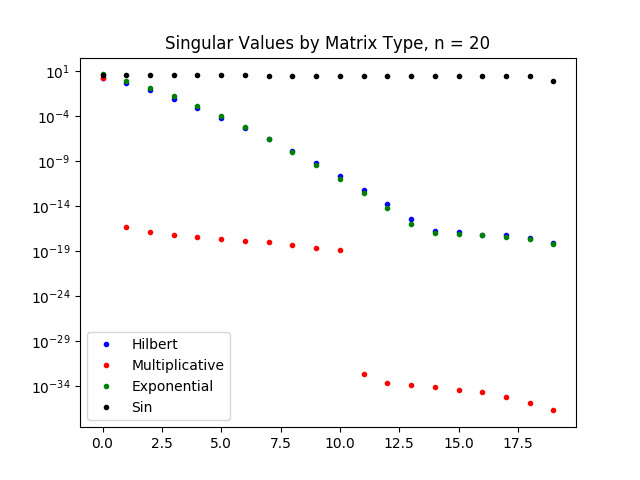 Singular Values by Matrix Type, n = 20
10^1
10^-4
10^-9
10^-14
10^-19
10^-24
10^-29
10^-34
Hilbert
Multiplicative
Exponential
Sin
0.0 2.5 5.0 7.5 10.0 12.5 15.0 17.5